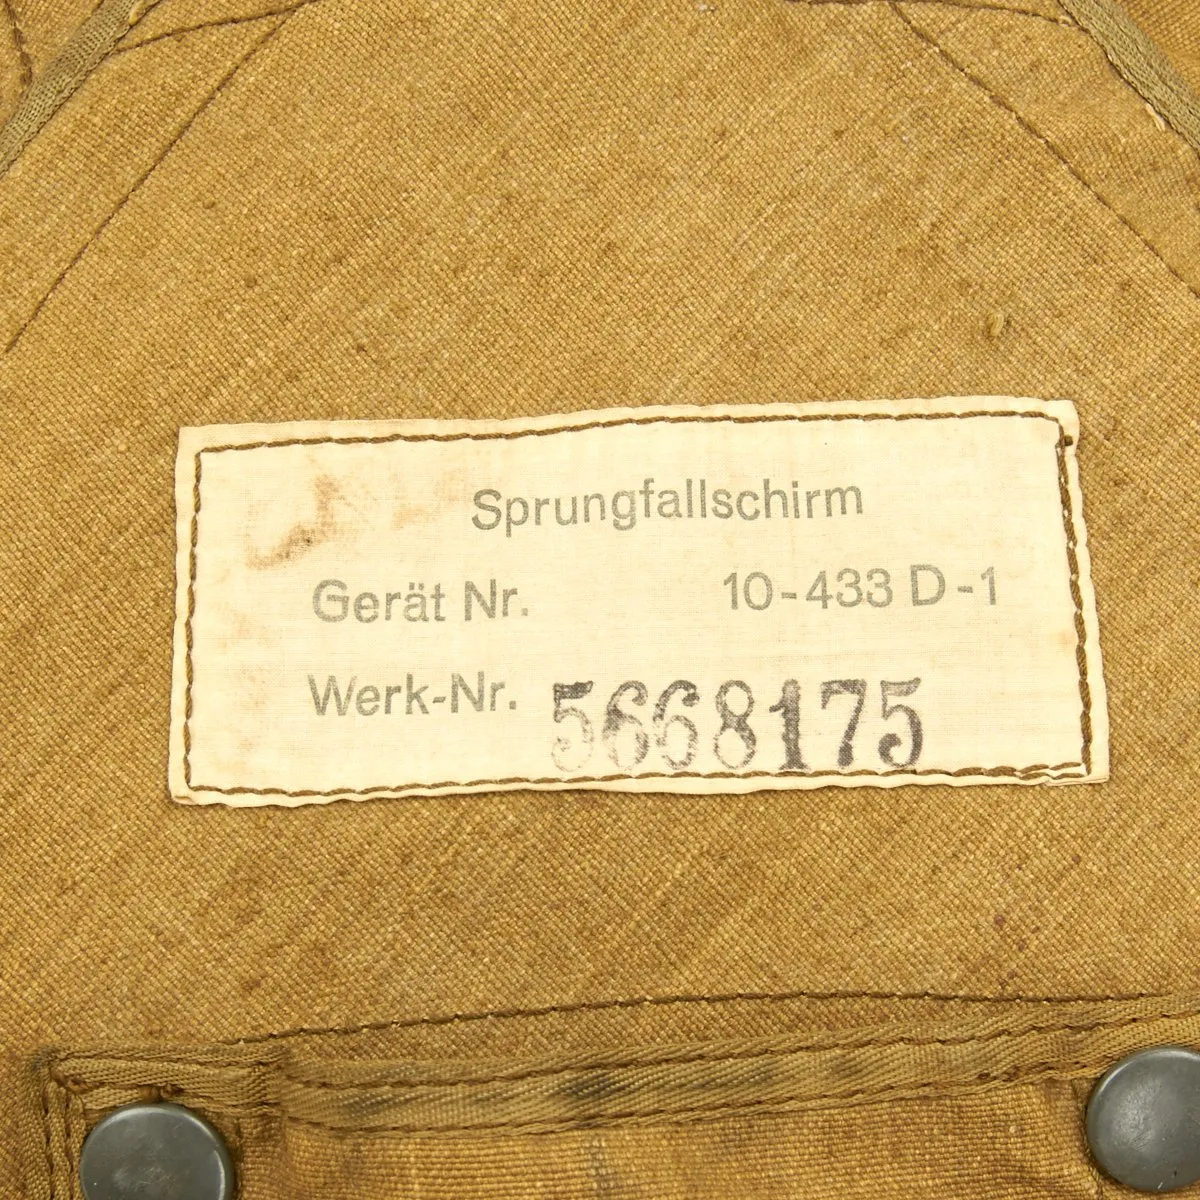 Sprungfallschirm
Gerät Nr. 10-433 D-1
Werk-Nr. 5668175